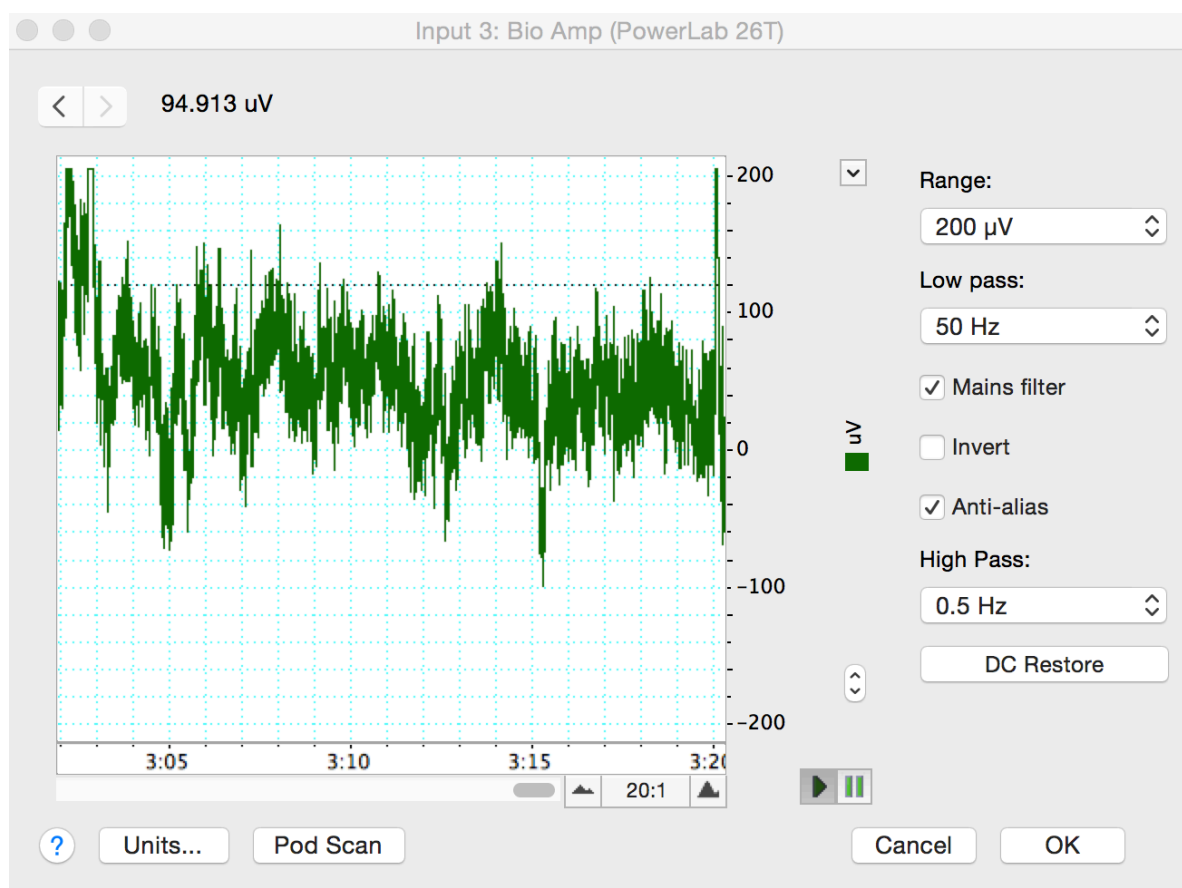 Input 3: Bio Amp (PowerLab 26T)
94.913 uV
200
100
0
-100
-200
3:05
3:10
3:15
3:20
20:1
uV
Range:
200 µV
Low pass:
50 Hz
Mains filter
Invert
Anti-alias
High Pass:
0.5 Hz
DC Restore
? Units... Pod Scan Cancel OK